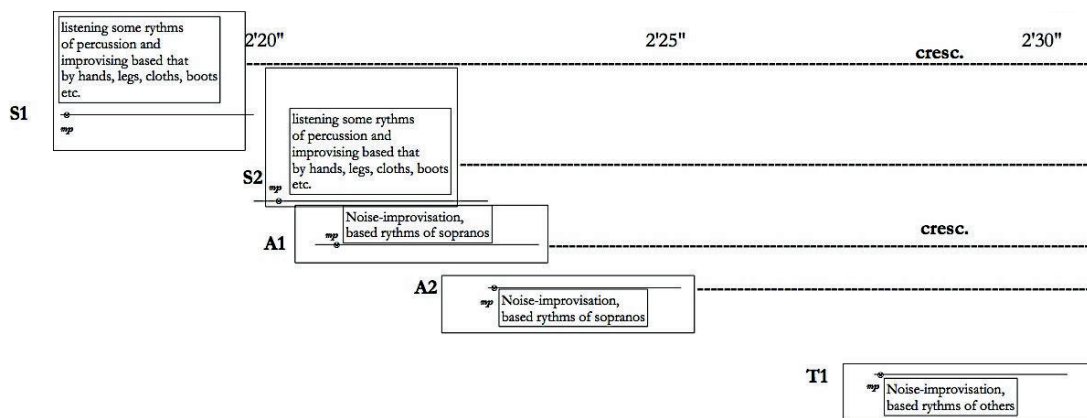 listening some rythms
of percussion and
improvising based that
by hands, legs, cloths, boots
etc.
2'20"
2'25"
2'30"
cresc.
S1
mp
listening some rythms
of percussion and
improvising based that
by hands, legs, cloths, boots
etc.
S2
mp
Noise-improvisation,
based rythms of sopranos
A1
mp
cresc.
A2
mp
Noise-improvisation,
based rythms of sopranos
T1
mp
Noise-improvisation,
based rythms of others